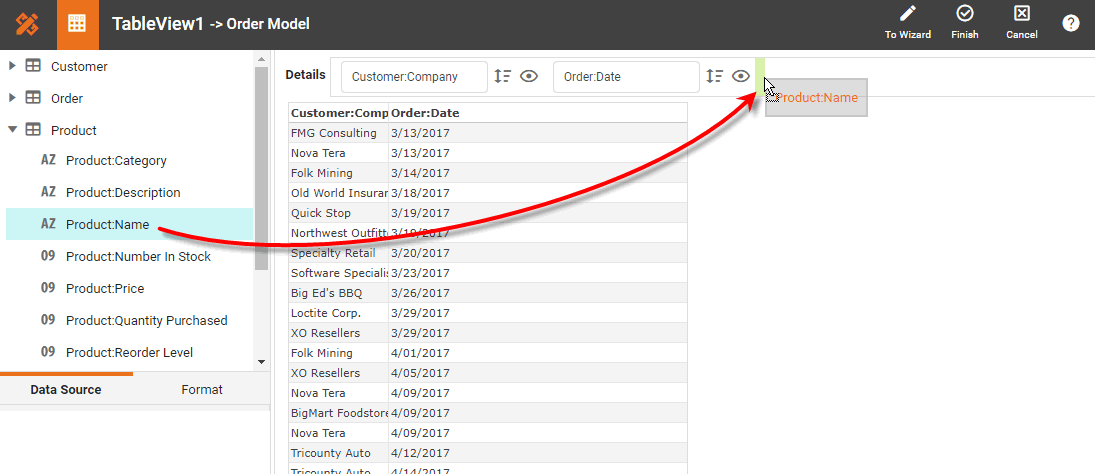 TableView1 -> Order Model
To Wizard
Finish
Cancel
?
Customer
Order
Product
AZ Product:Category
AZ Product:Description
AZ Product:Name
09 Product:Number In Stock
09 Product:Price
09 Product:Quantity Purchased
09 Product:Reorder Level
Data Source Format
Details Customer:Company Order:Date
Product:Name
Customer:Comp Order:Date
FMG Consulting 3/13/2017
Nova Tera 3/13/2017
Folk Mining 3/14/2017
Old World Insurar 3/18/2017
Quick Stop 3/19/2017
Northwest Outfitt 3/19/2017
Specialty Retail 3/20/2017
Software Specialis 3/23/2017
Big Ed's BBQ 3/26/2017
Loctite Corp. 3/29/2017
XO Resellers 3/29/2017
Folk Mining 4/01/2017
XO Resellers 4/05/2017
Nova Tera 4/09/2017
BigMart Foodstore 4/09/2017
Nova Tera 4/09/2017
Tricounty Auto 4/12/2017
Tricounty Auto 4/14/2017